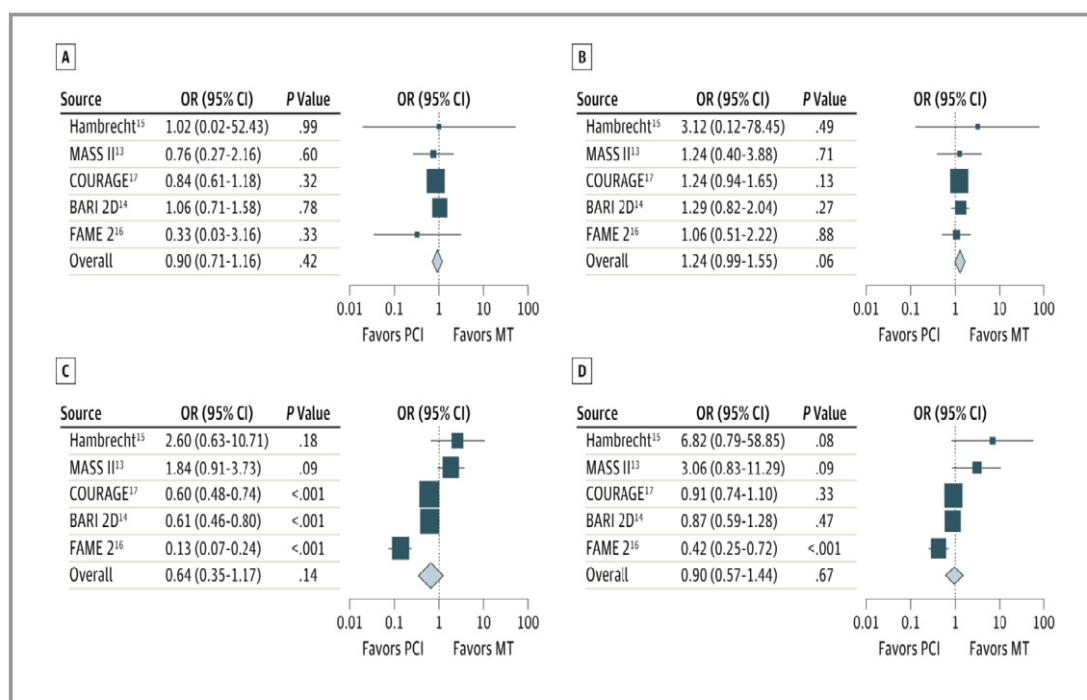 A
Source OR (95% CI) P Value OR (95% CI)
Hambrecht¹⁵ 1.02 (0.02-52.43) .99
MASS II¹³ 0.76 (0.27-2.16) .60
COURAGE¹⁷ 0.84 (0.61-1.18) .32
BARI 2D¹⁴ 1.06 (0.71-1.58) .78
FAME 2¹⁶ 0.33 (0.03-3.16) .33
Overall 0.90 (0.71-1.16) .42
0.01 0.1 1 10 100
Favors PCI Favors MT
B
Source OR (95% CI) P Value OR (95% CI)
Hambrecht¹⁵ 3.12 (0.12-78.45) .49
MASS II¹³ 1.24 (0.40-3.88) .71
COURAGE¹⁷ 1.24 (0.94-1.65) .13
BARI 2D¹⁴ 1.29 (0.82-2.04) .27
FAME 2¹⁶ 1.06 (0.51-2.22) .88
Overall 1.24 (0.99-1.55) .06
0.01 0.1 1 10 100
Favors PCI Favors MT
C
Source OR (95% CI) P Value OR (95% CI)
Hambrecht¹⁵ 2.60 (0.63-10.71) .18
MASS II¹³ 1.84 (0.91-3.73) .09
COURAGE¹⁷ 0.60 (0.48-0.74) <.001
BARI 2D¹⁴ 0.61 (0.46-0.80) <.001
FAME 2¹⁶ 0.13 (0.07-0.24) <.001
Overall 0.64 (0.35-1.17) .14
0.01 0.1 1 10 100
Favors PCI Favors MT
D
Source OR (95% CI) P Value OR (95% CI)
Hambrecht¹⁵ 6.82 (0.79-58.85) .08
MASS II¹³ 3.06 (0.83-11.29) .09
COURAGE¹⁷ 0.91 (0.74-1.10) .33
BARI 2D¹⁴ 0.87 (0.59-1.28) .47
FAME 2¹⁶ 0.42 (0.25-0.72) <.001
Overall 0.90 (0.57-1.44) .67
0.01 0.1 1 10 100
Favors PCI Favors MT